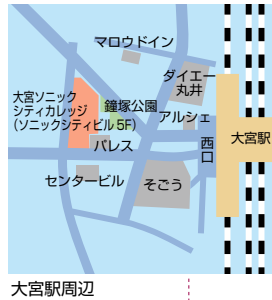 マロウドイン
ダイエー
丸井
大宮ソニック
シティカレッジ
(ソニックシティビル5F)
鐘塚公園
アルシェ
大宮駅
西口
パレス
センタービル
そごう
大宮駅周辺